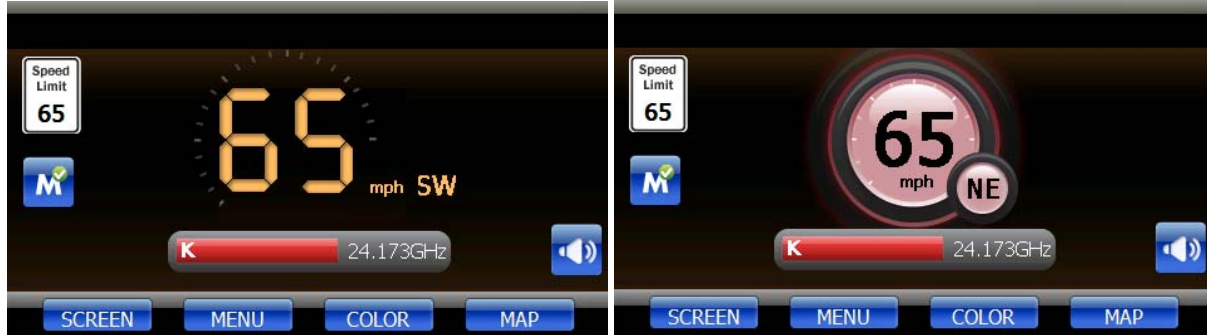 Speed
Limit
65
65
mph SW
M
K 24.173GHz
SCREEN MENU COLOR MAP
Speed
Limit
65
65
mph
NE
M
K 24.173GHz
SCREEN MENU COLOR MAP